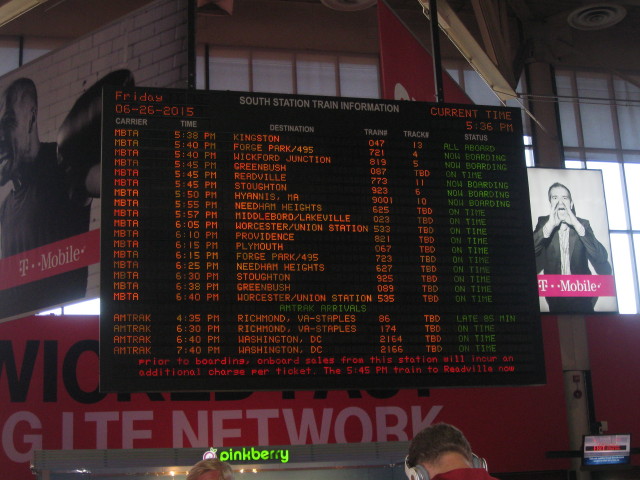 Friday
06-26-2015
SOUTH STATION TRAIN INFORMATION
CURRENT TIME
5:36 PM
CARRIER TIME DESTINATION TRAIN# TRACK# STATUS
MBTA 5:38 PM KINGSTON 047 13 ALL ABOARD
MBTA 5:40 PM FORGE PARK/495 721 4 NOW BOARDING
MBTA 5:40 PM WICKFORD JUNCTION 819 5 NOW BOARDING
MBTA 5:45 PM GREENBUSH 087 TBD ON TIME
MBTA 5:45 PM READVILLE 773 11 NOW BOARDING
MBTA 5:45 PM STOUGHTON 923 6 NOW BOARDING
MBTA 5:50 PM HYANNIS, MA 9001 10 NOW BOARDING
MBTA 5:55 PM NEEDHAM HEIGHTS 625 TBD ON TIME
MBTA 5:57 PM MIDDLEBORO/LAKEVILLE 023 TBD ON TIME
MBTA 6:05 PM WORCESTER/UNION STATION 533 TBD ON TIME
MBTA 6:10 PM PROVIDENCE 821 TBD ON TIME
MBTA 6:15 PM PLYMOUTH 067 TBD ON TIME
MBTA 6:15 PM FORGE PARK/495 723 TBD ON TIME
MBTA 6:25 PM NEEDHAM HEIGHTS 627 TBD ON TIME
MBTA 6:30 PM STOUGHTON 925 TBD ON TIME
MBTA 6:38 PM GREENBUSH 089 TBD ON TIME
MBTA 6:40 PM WORCESTER/UNION STATION 535 TBD ON TIME
AMTRAK ARRIVALS
AMTRAK 4:35 PM RICHMOND, VA-STAPLES 86 TBD LATE 85 MIN
AMTRAK 6:30 PM RICHMOND, VA-STAPLES 174 TBD ON TIME
AMTRAK 6:40 PM WASHINGTON, DC 2164 TBD ON TIME
AMTRAK 7:40 PM WASHINGTON, DC 2166 TBD ON TIME
prior to boarding, onboard sales from this station will incur an
additional charge per ticket. The 5:45 PM train to Readville now
T··Mobile®
T··Mobile®
WICKED FAST
G LTE NETWORK
pinkberry